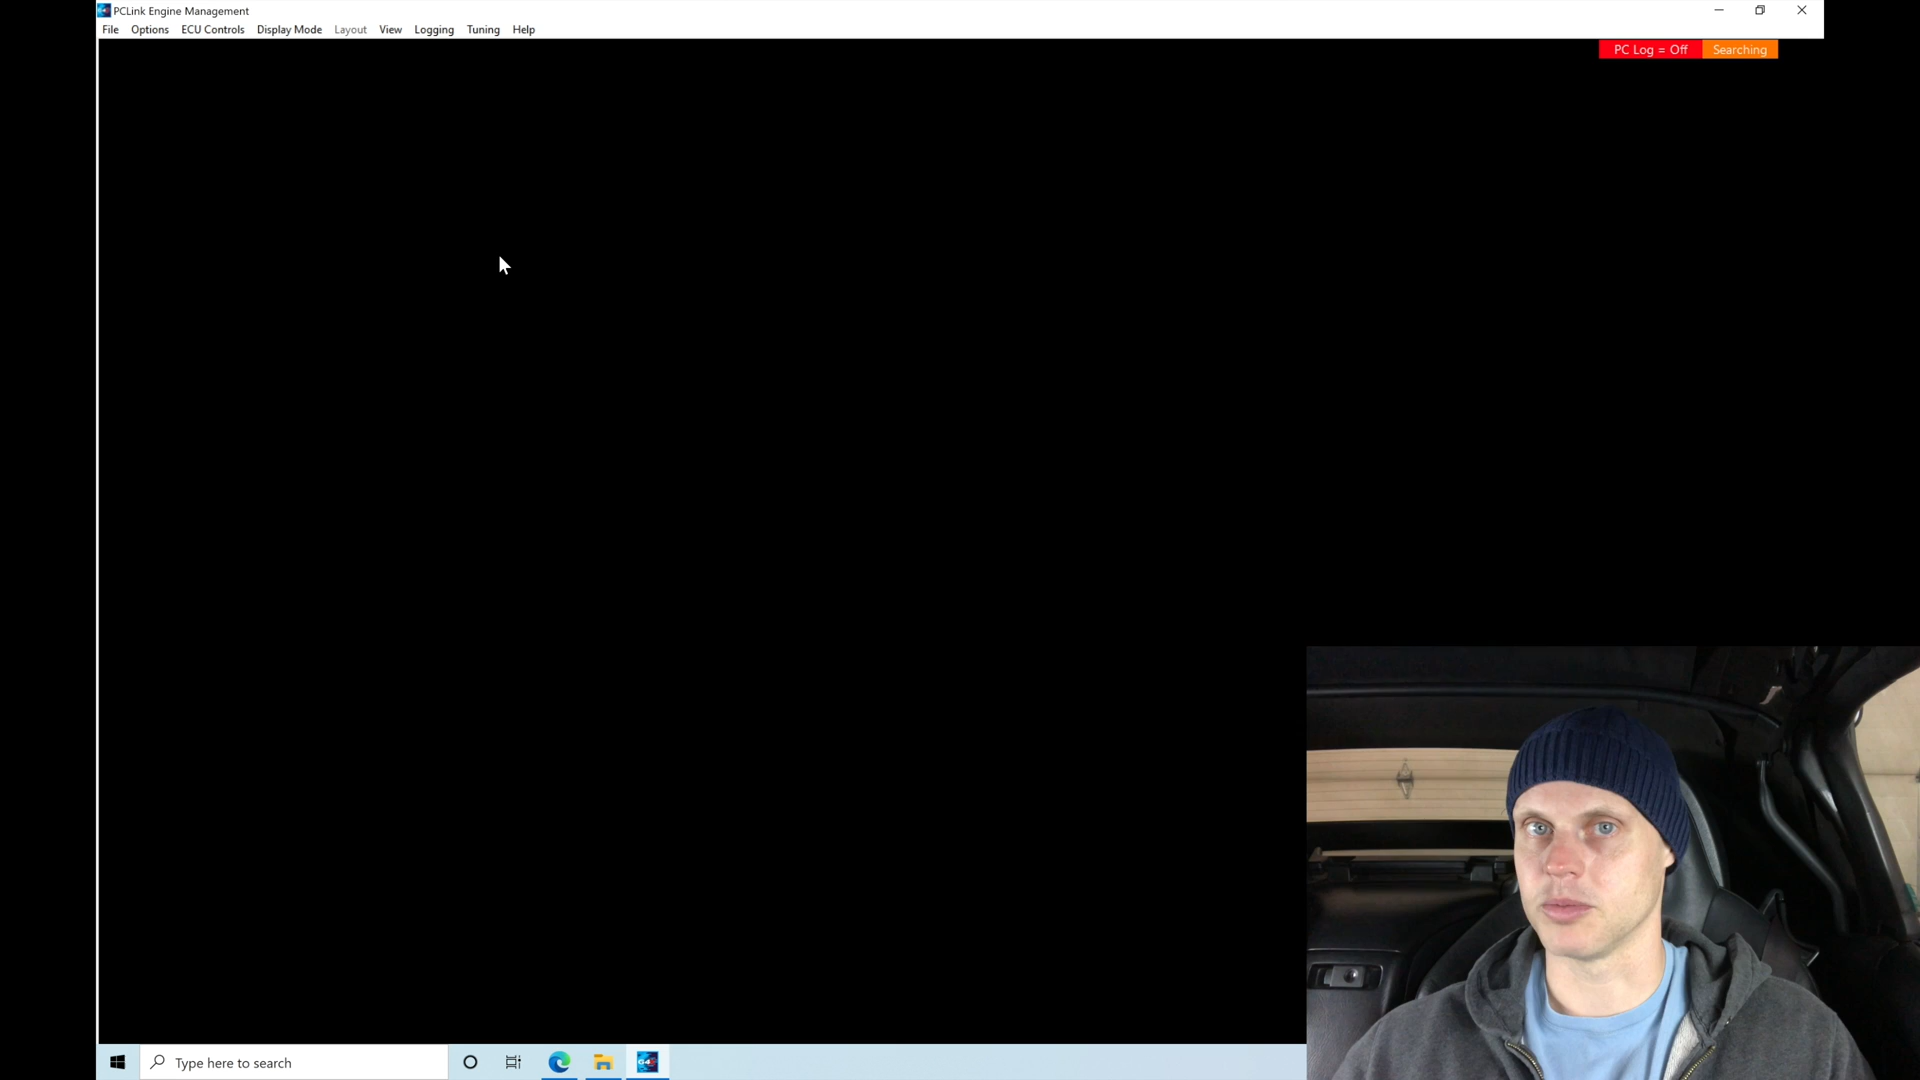 PCLink Engine Management
File Options ECU Controls Display Mode Layout View Logging Tuning Help
PC Log = Off Searching
G4
Type here to search